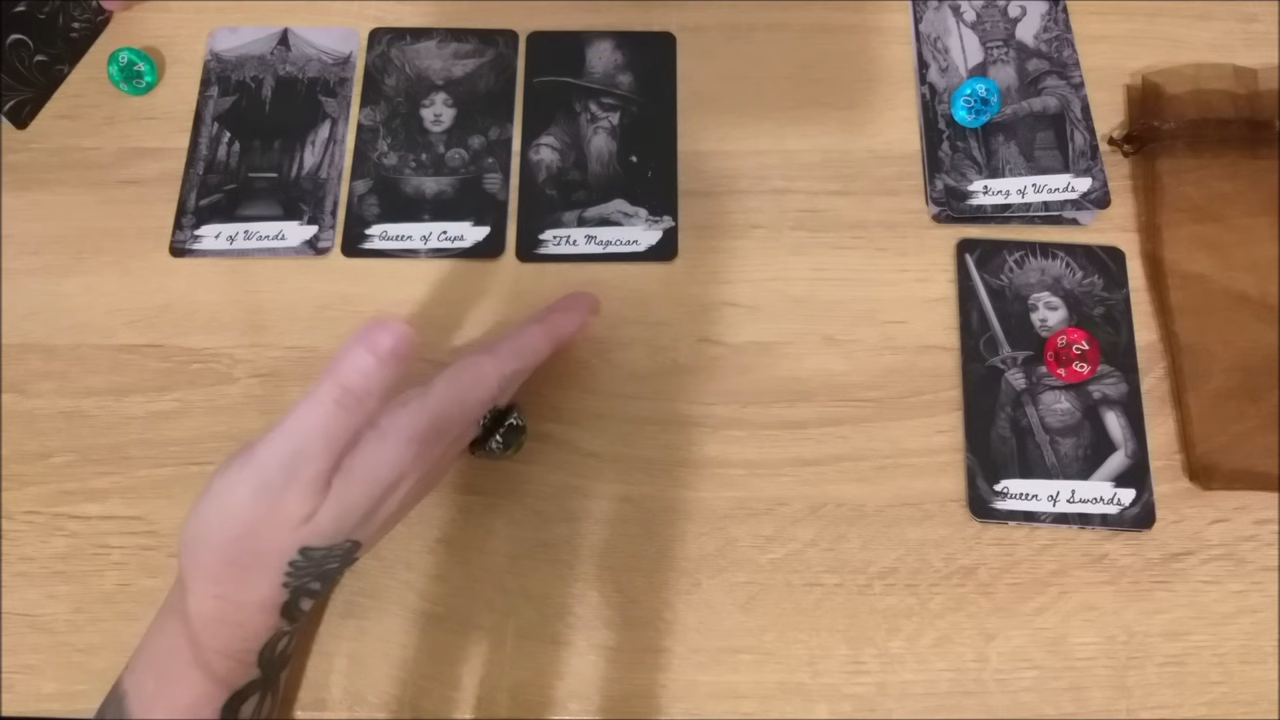 4 of Wands
Queen of Cups
The Magician
King of Wands
Queen of Swords